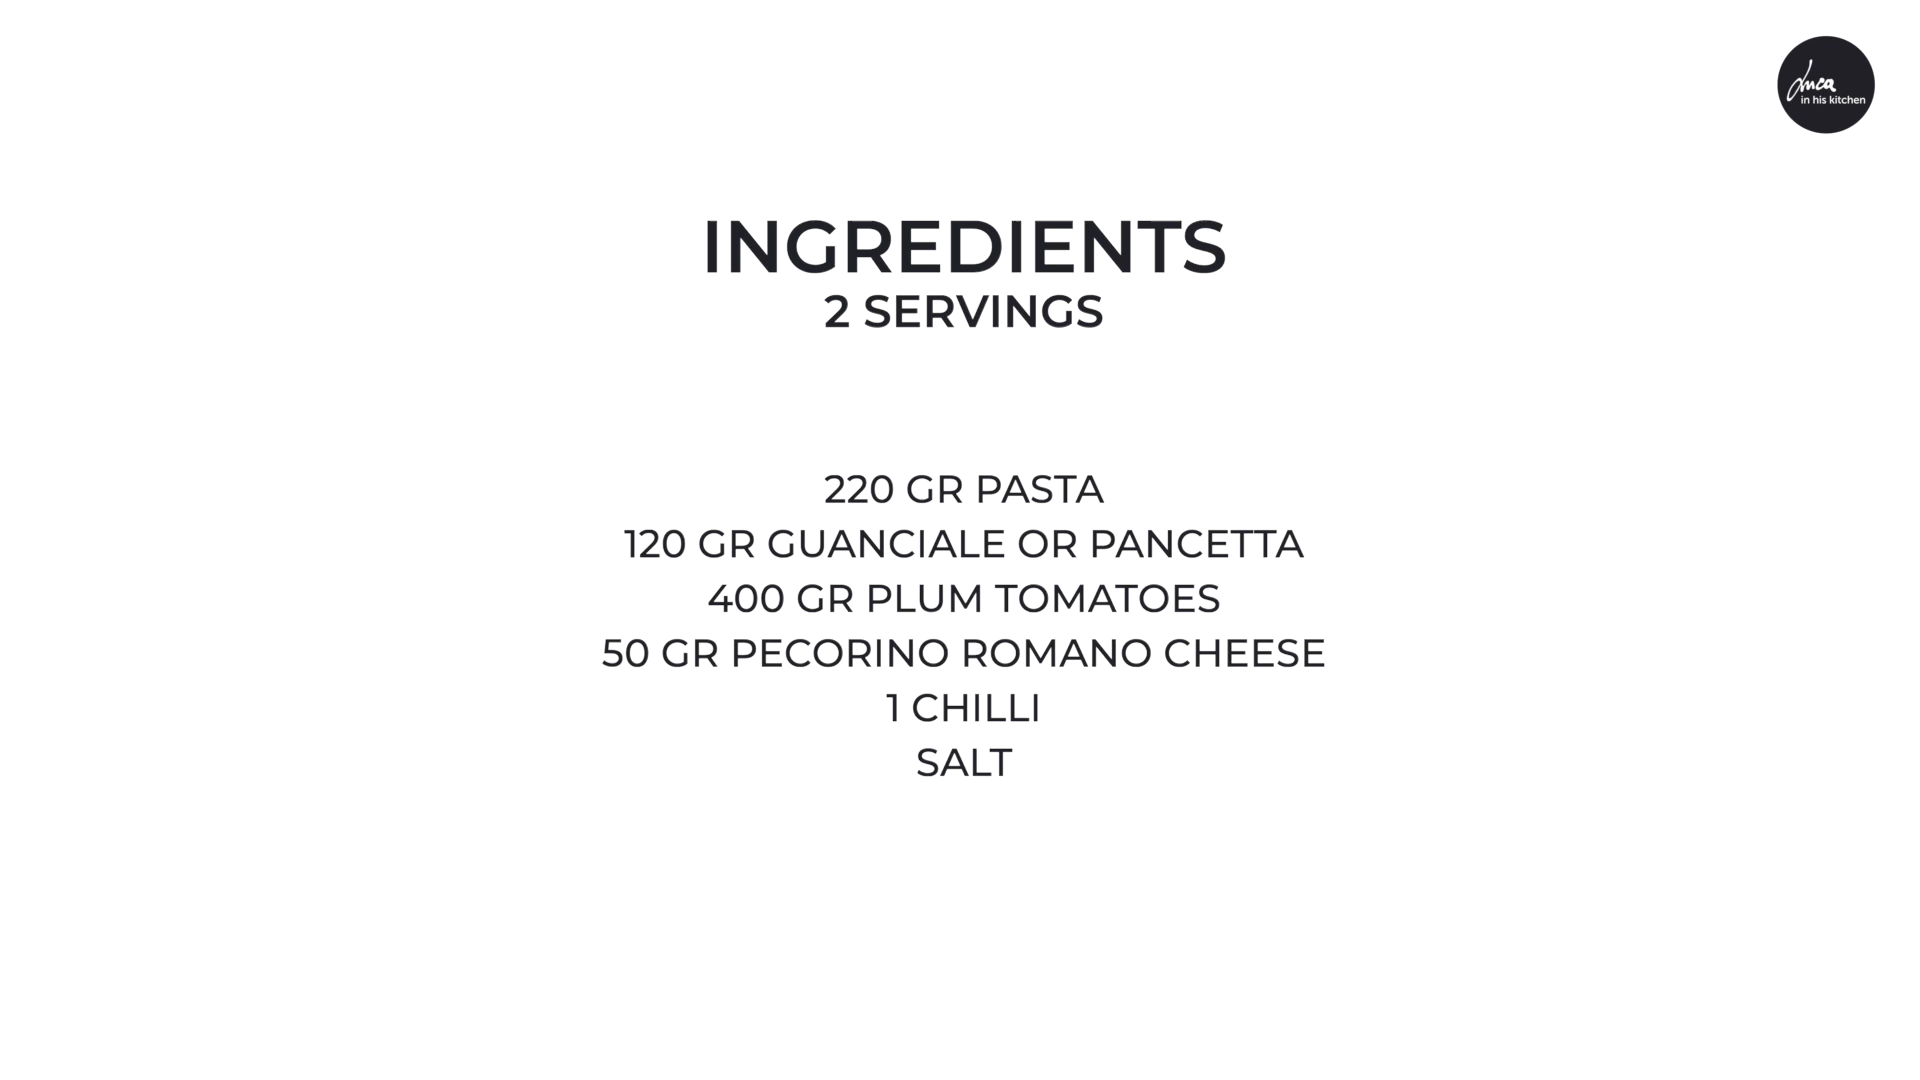 Luca
in his kitchen
INGREDIENTS
2 SERVINGS
220 GR PASTA
120 GR GUANCIALE OR PANCETTA
400 GR PLUM TOMATOES
50 GR PECORINO ROMANO CHEESE
1 CHILLI
SALT